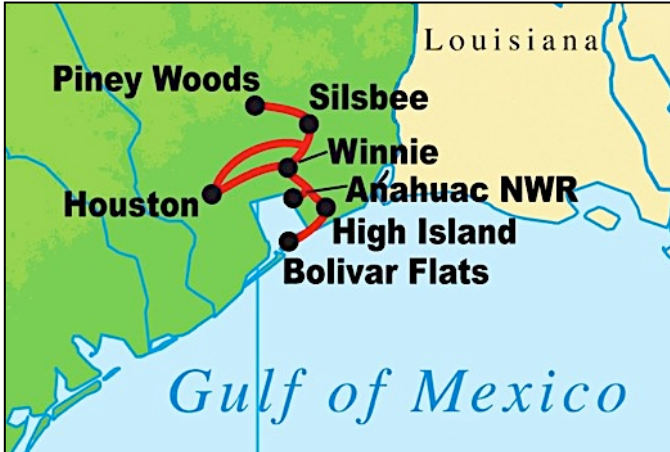 Louisiana
Piney Woods
Silsbee
Winnie
Anahuac NWR
Houston
High Island
Bolivar Flats
Gulf of Mexico